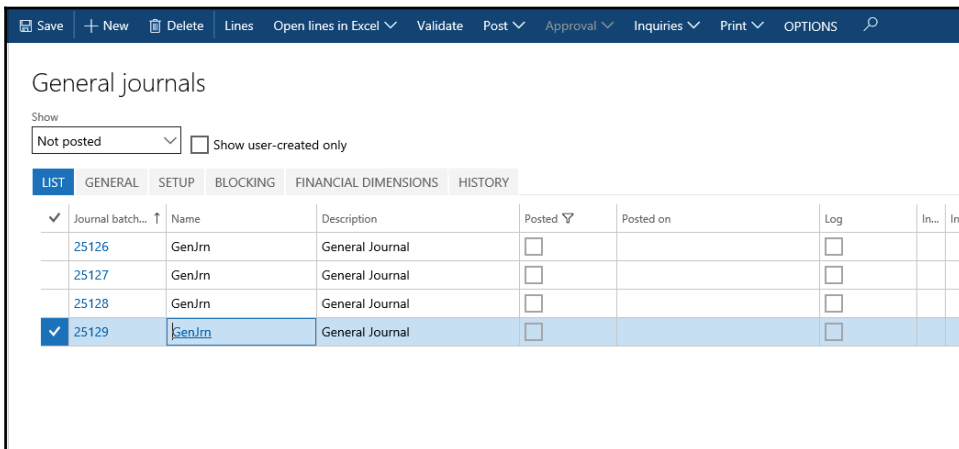 Save + New Delete Lines Open lines in Excel Validate Post Approval Inquiries Print OPTIONS
General journals
Show
Not posted Show user-created only
LIST GENERAL SETUP BLOCKING FINANCIAL DIMENSIONS HISTORY
Journal batch... ↑ Name Description Posted Posted on Log In... In
25126 GenJrn General Journal
25127 GenJrn General Journal
25128 GenJrn General Journal
25129 GenJrn General Journal